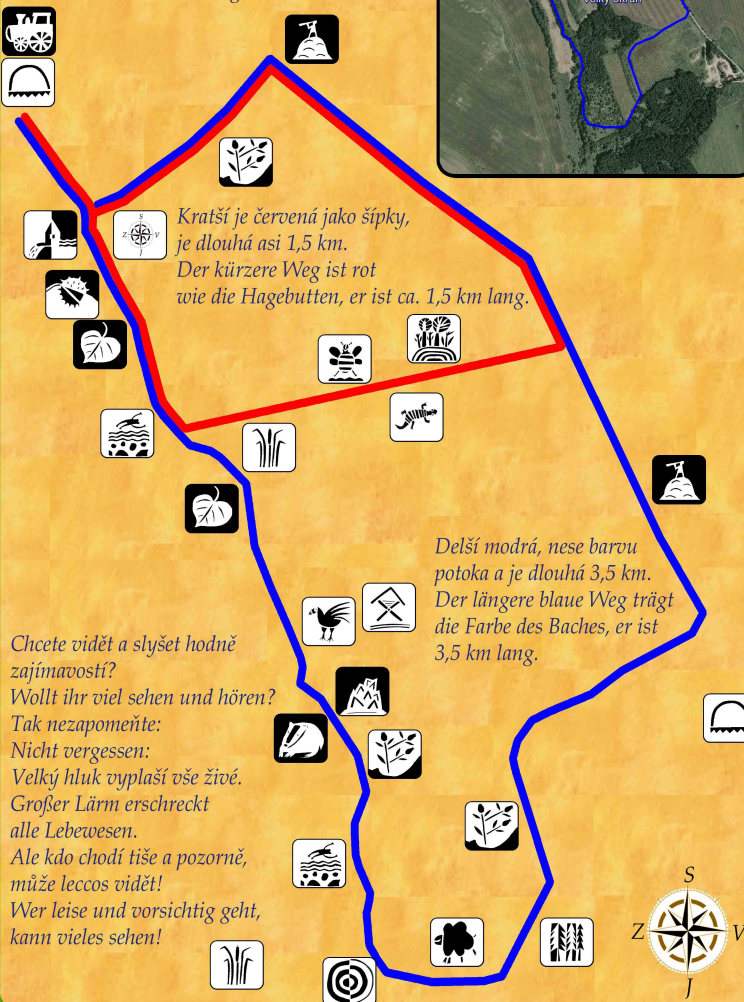 velký okruh
S
Z V
J
Kratší je červená jako šípky,
je dlouhá asi 1,5 km.
Der kürzere Weg ist rot
wie die Hagebutten, er ist ca. 1,5 km lang.
Delší modrá, nese barvu
potoka a je dlouhá 3,5 km.
Der längere blaue Weg trägt
die Farbe des Baches, er ist
3,5 km lang.
Chcete vidět a slyšet hodně
zajímavostí?
Wollt ihr viel sehen und hören?
Tak nezapomeňte:
Nicht vergessen:
Velký hluk vyplaší vše živé.
Großer Lärm erschreckt
alle Lebewesen.
Ale kdo chodí tiše a pozorně,
může leccos vidět!
Wer leise und vorsichtig geht,
kann vieles sehen!
S
Z V
J